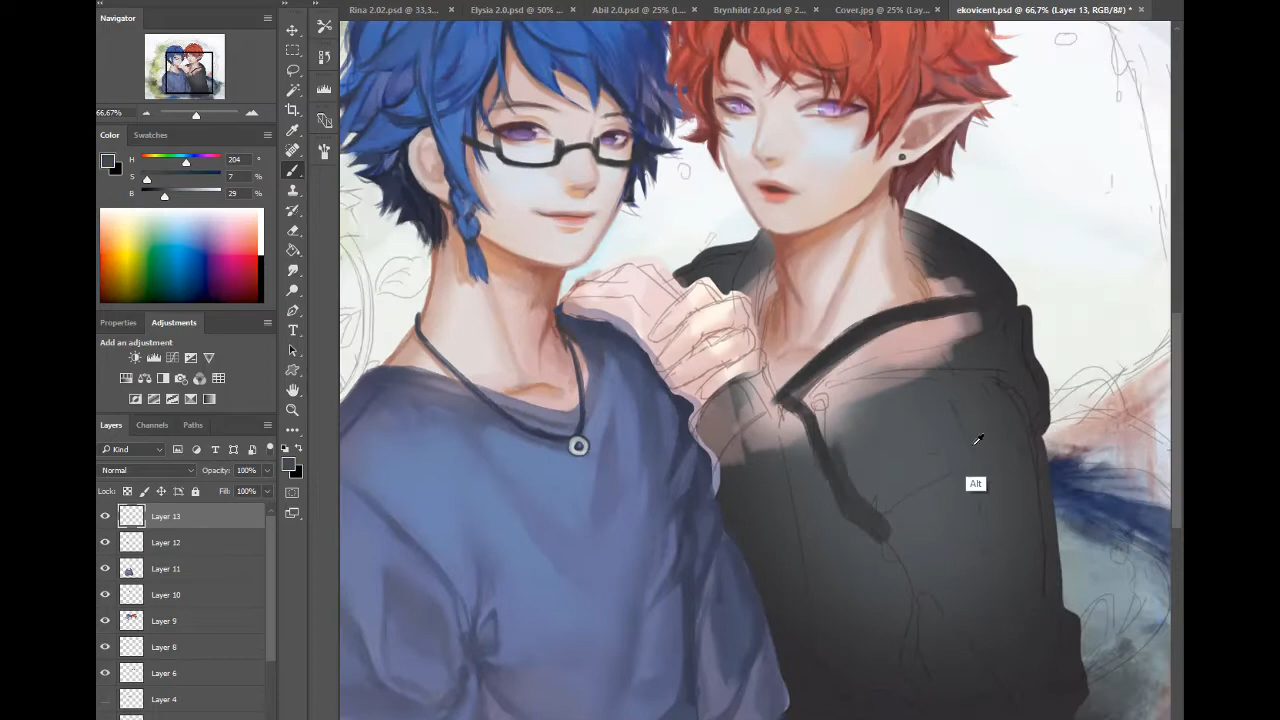 Navigator
Rina 2.02.psd @ 33,3...
Elysia 2.0.psd @ 50% ...
Abil 2.0.psd @ 25% (L...
Brynhildr 2.0.psd @ 2...
Cover.jpg @ 25% (Lay...
ekovicent.psd @ 66,7% (Layer 13, RGB/8#) *
66.67%
Color
Swatches
H 204 °
S 7 %
B 29 %
Properties
Adjustments
Add an adjustment
Layers
Channels
Paths
Kind
Normal
Opacity: 100%
Lock:
Fill: 100%
Layer 13
Layer 12
Layer 11
Layer 10
Layer 9
Layer 8
Layer 6
Layer 4
Alt